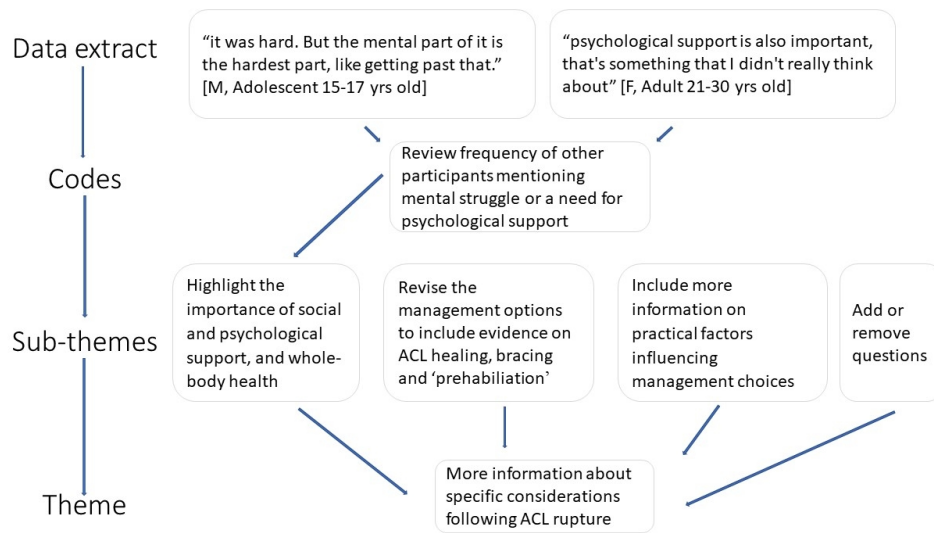 Data extract
“it was hard. But the mental part of it is
the hardest part, like getting past that.”
[M, Adolescent 15-17 yrs old]
“psychological support is also important,
that's something that I didn't really think
about” [F, Adult 21-30 yrs old]
Codes
Review frequency of other
participants mentioning
mental struggle or a need for
psychological support
Sub-themes
Highlight the
importance of social
and psychological
support, and whole-
body health
Revise the
management options
to include evidence on
ACL healing, bracing
and ‘prehabiliation’
Include more
information on
practical factors
influencing
management choices
Add or
remove
questions
Theme
More information about
specific considerations
following ACL rupture